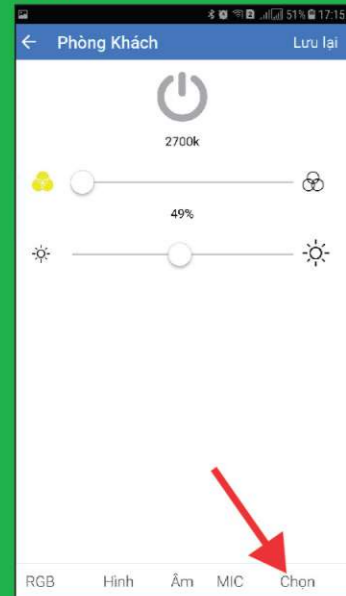 51% 17:15
Phòng Khách Lưu lại
2700k
49%
RGB Hình Âm MIC Chọn